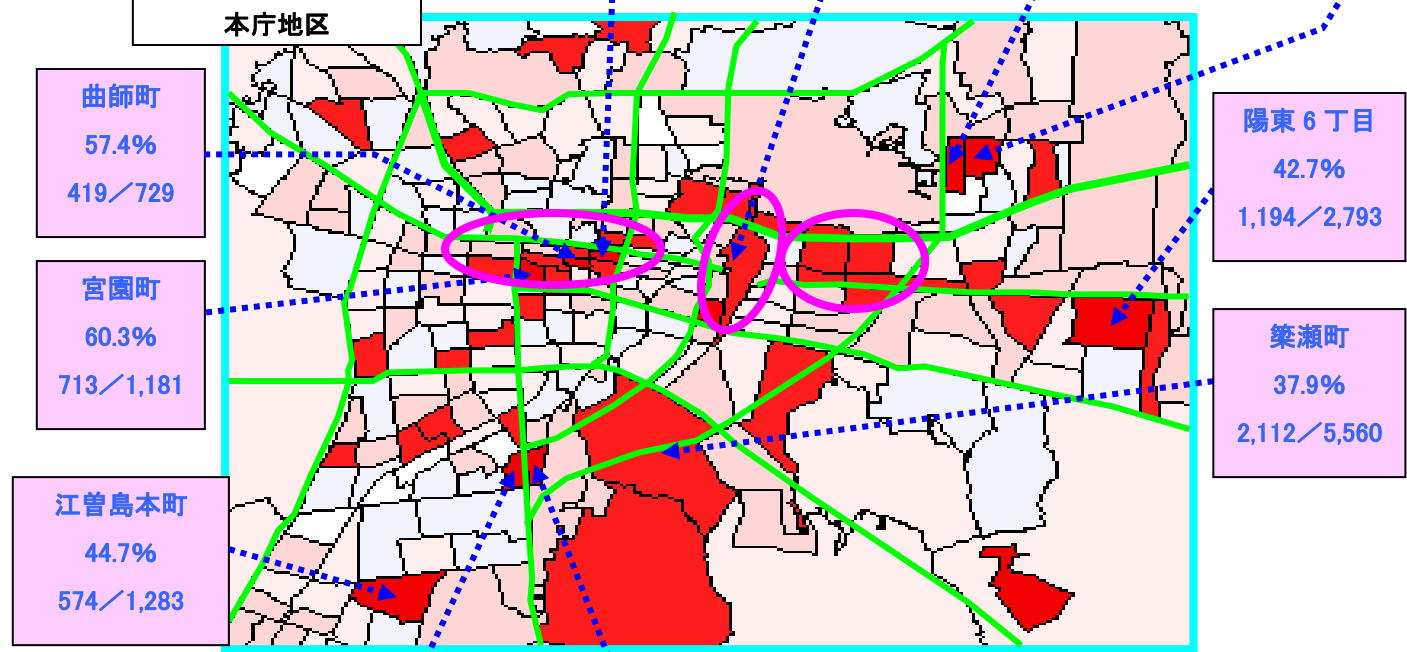 本庁地区
曲師町
57.4%
419／729
宮園町
60.3%
713／1,181
江曽島本町
44.7%
574／1,283
陽東６丁目
42.7%
1,194／2,793
簗瀬町
37.9%
2,112／5,560